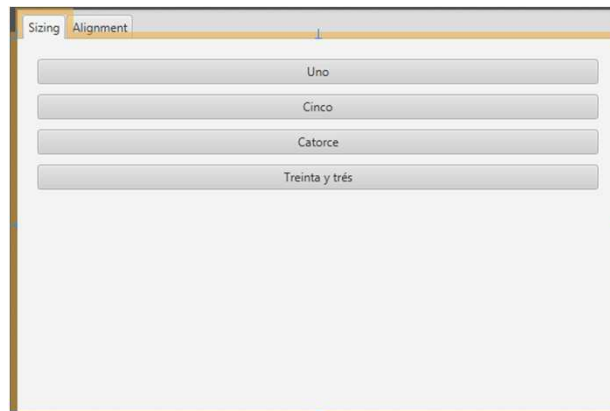 Sizing Alignment
Uno
Cinco
Catorce
Treinta y trés